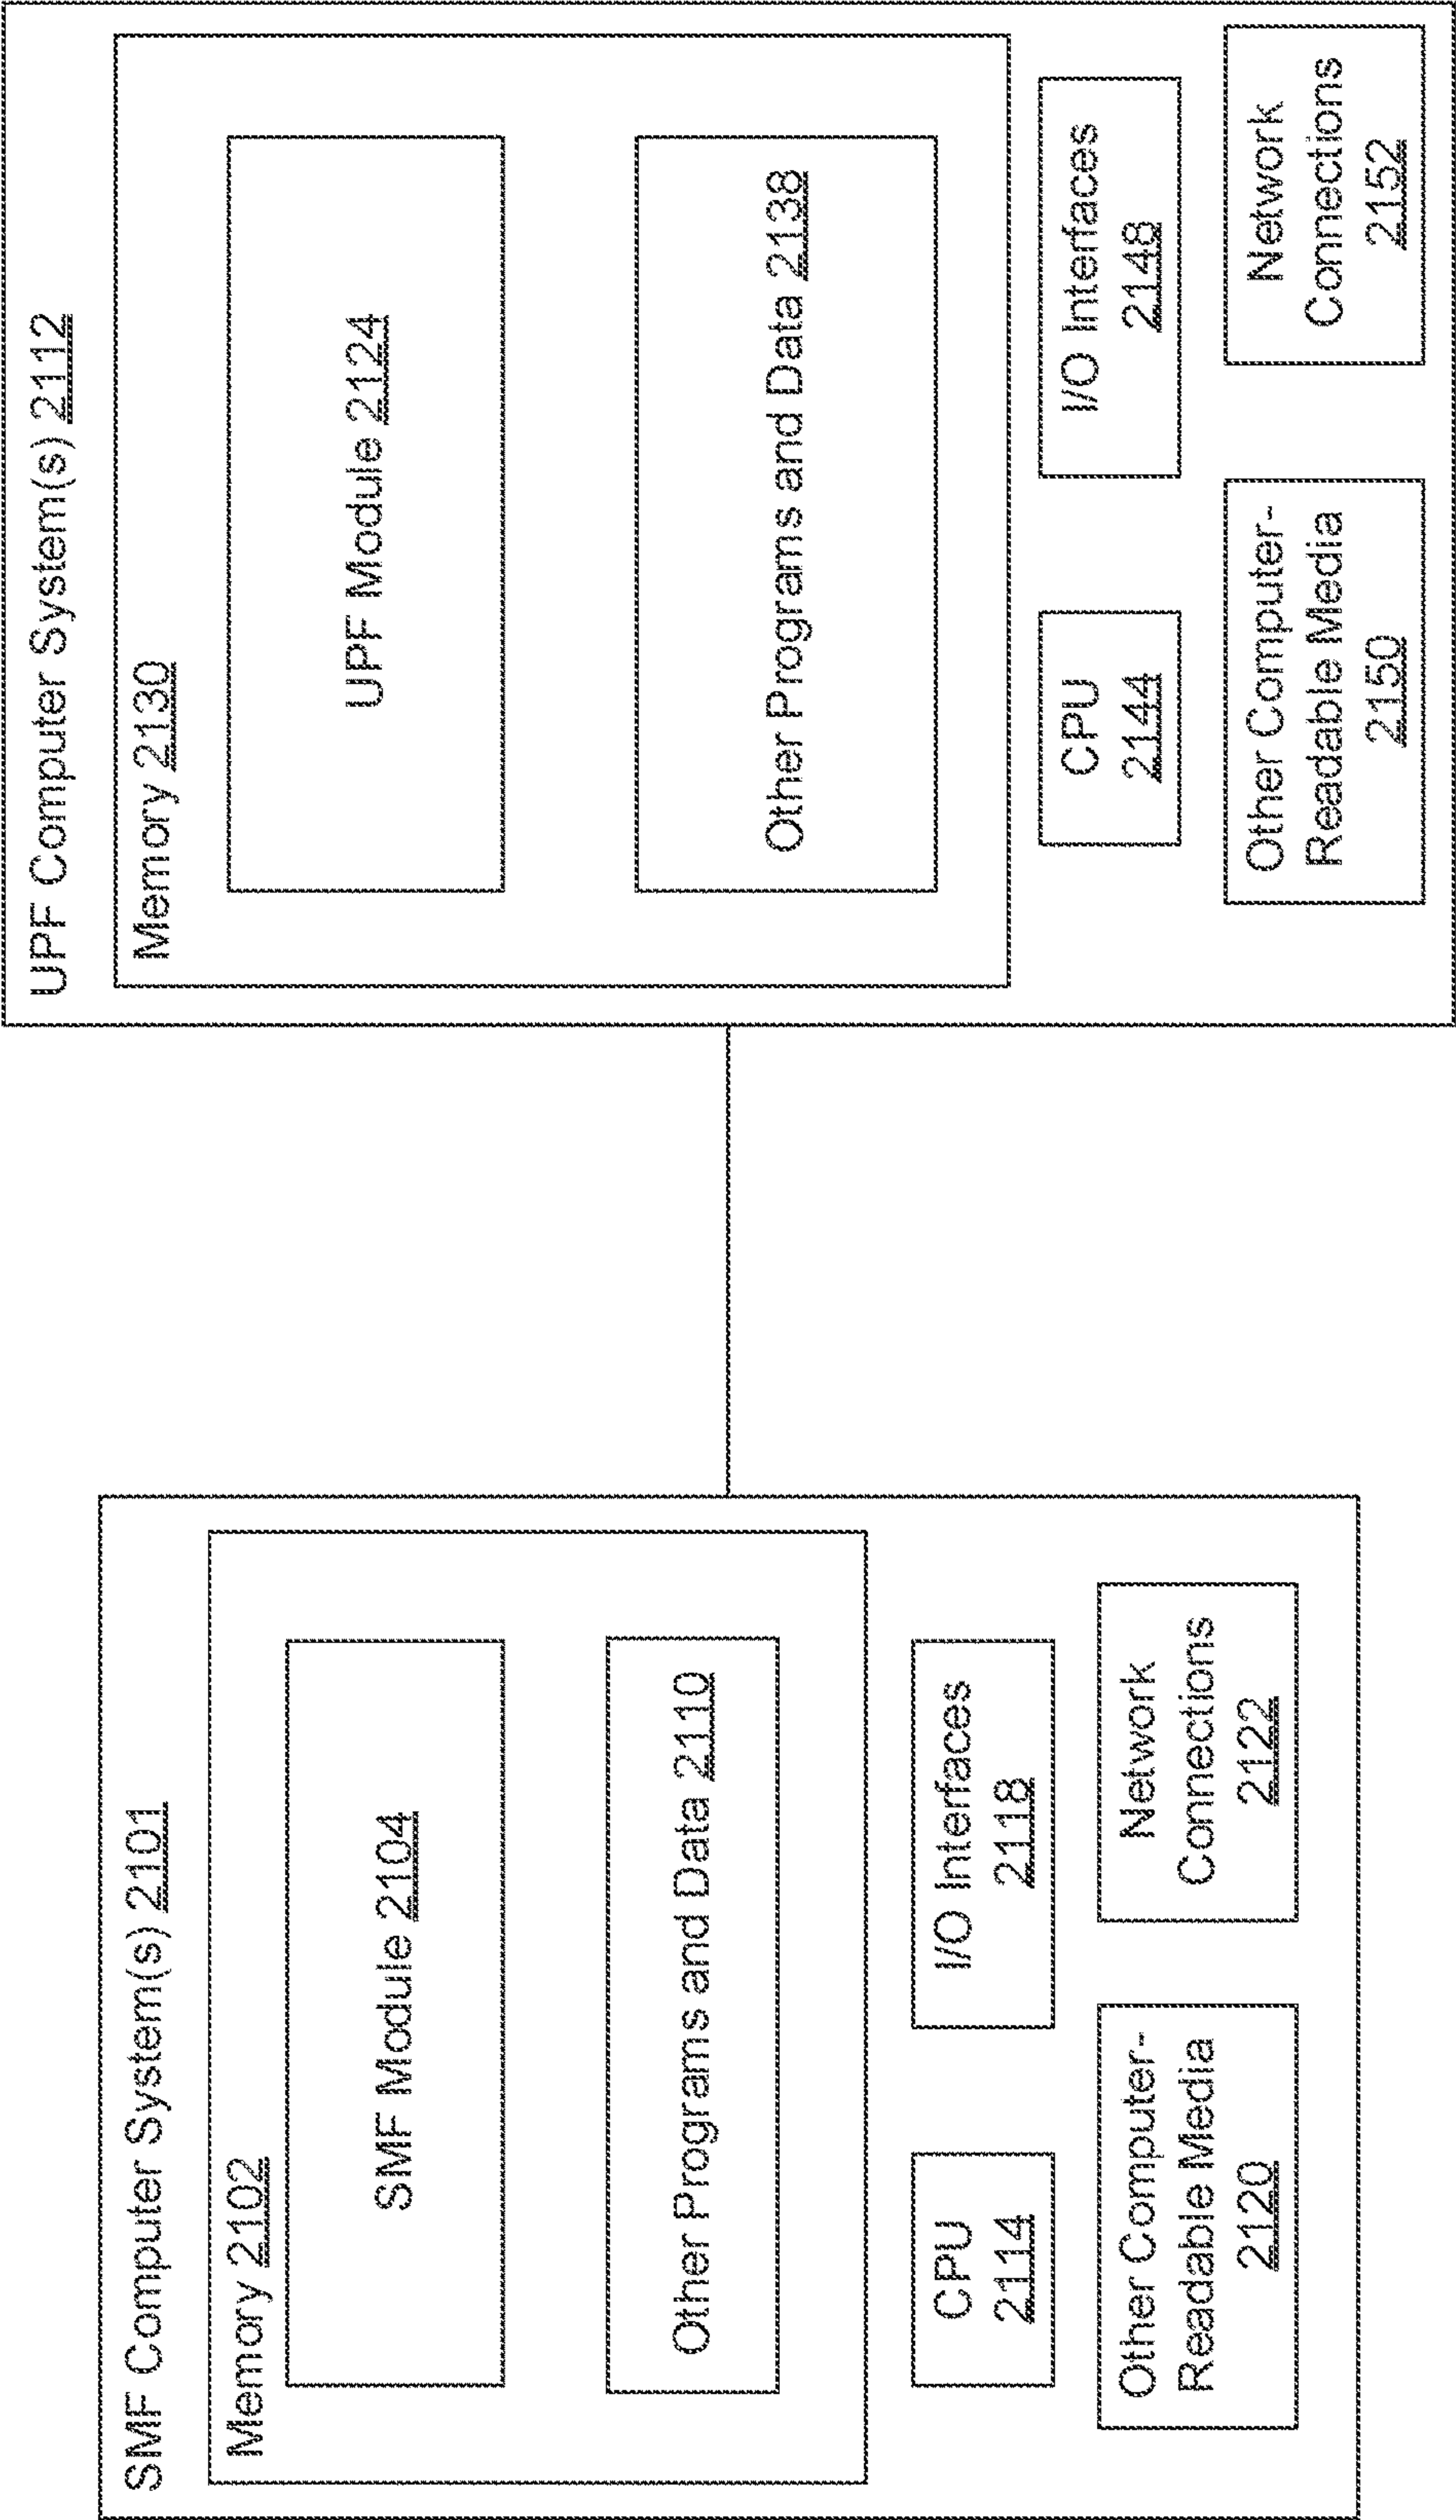 SMF Computer System(s) 2101
Memory 2102
SMF Module 2104
Other Programs and Data 2110
CPU
2114
I/O Interfaces
2118
Other Computer-
Readable Media
2120
Network
Connections
2122
UPF Computer System(s) 2112
Memory 2130
UPF Module 2124
Other Programs and Data 2138
CPU
2144
I/O Interfaces
2148
Other Computer-
Readable Media
2150
Network
Connections
2152